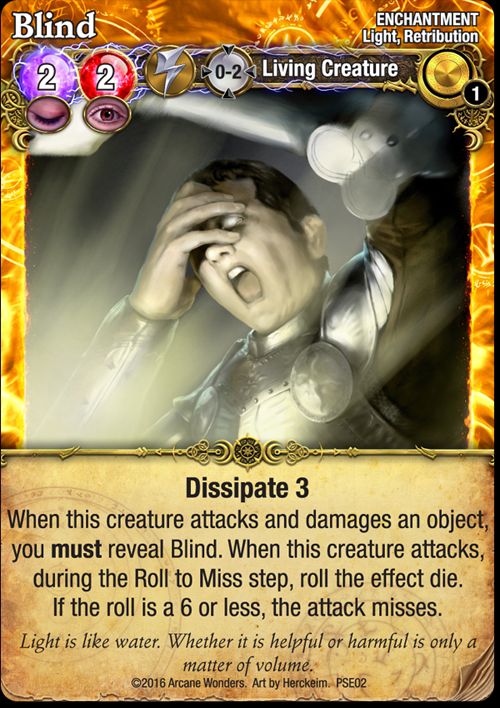 Blind
ENCHANTMENT
Light, Retribution
2
2
0-2
Living Creature
1
Dissipate 3
When this creature attacks and damages an object,
you must reveal Blind. When this creature attacks,
during the Roll to Miss step, roll the effect die.
If the roll is a 6 or less, the attack misses.
Light is like water. Whether it is helpful or harmful is only a
matter of volume.
©2016 Arcane Wonders. Art by Herckeim. PSE02